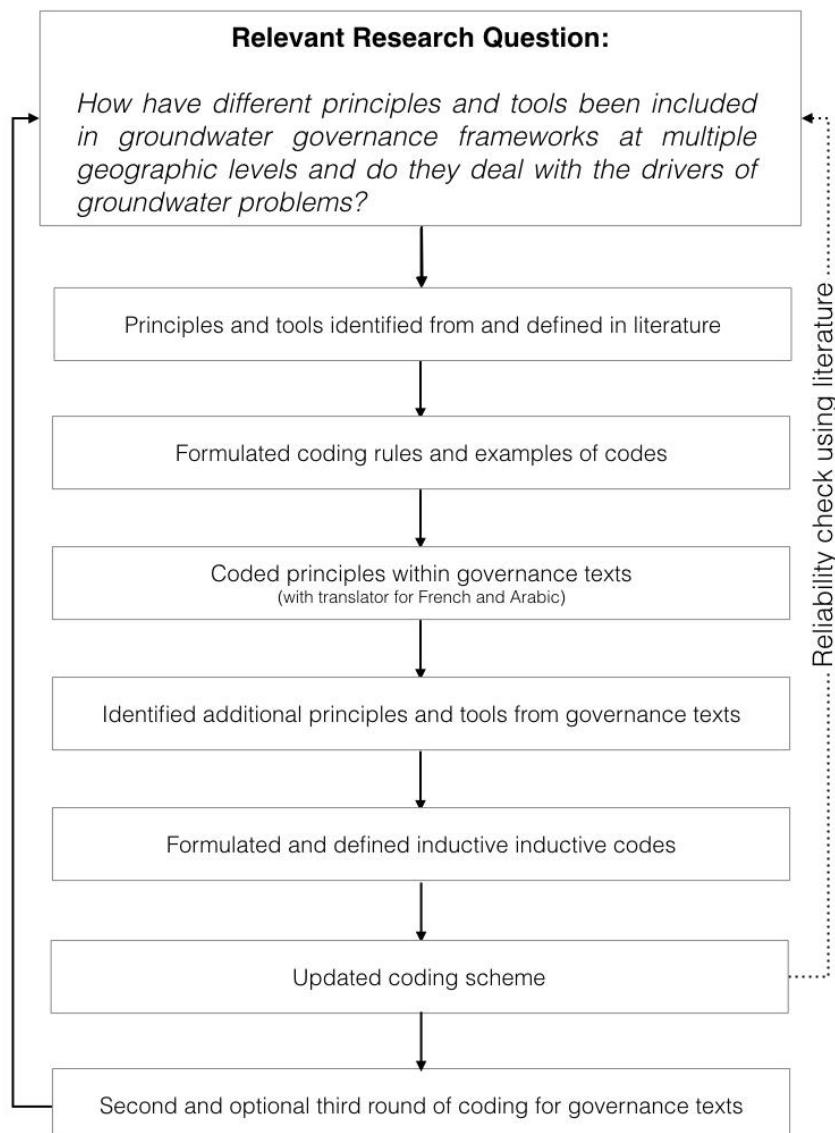 Relevant Research Question:
How have different principles and tools been included
in groundwater governance frameworks at multiple
geographic levels and do they deal with the drivers of
groundwater problems?
Principles and tools identified from and defined in literature
Formulated coding rules and examples of codes
Coded principles within governance texts
(with translator for French and Arabic)
Identified additional principles and tools from governance texts
Formulated and defined inductive inductive codes
Updated coding scheme
Second and optional third round of coding for governance texts
Reliability check using literature